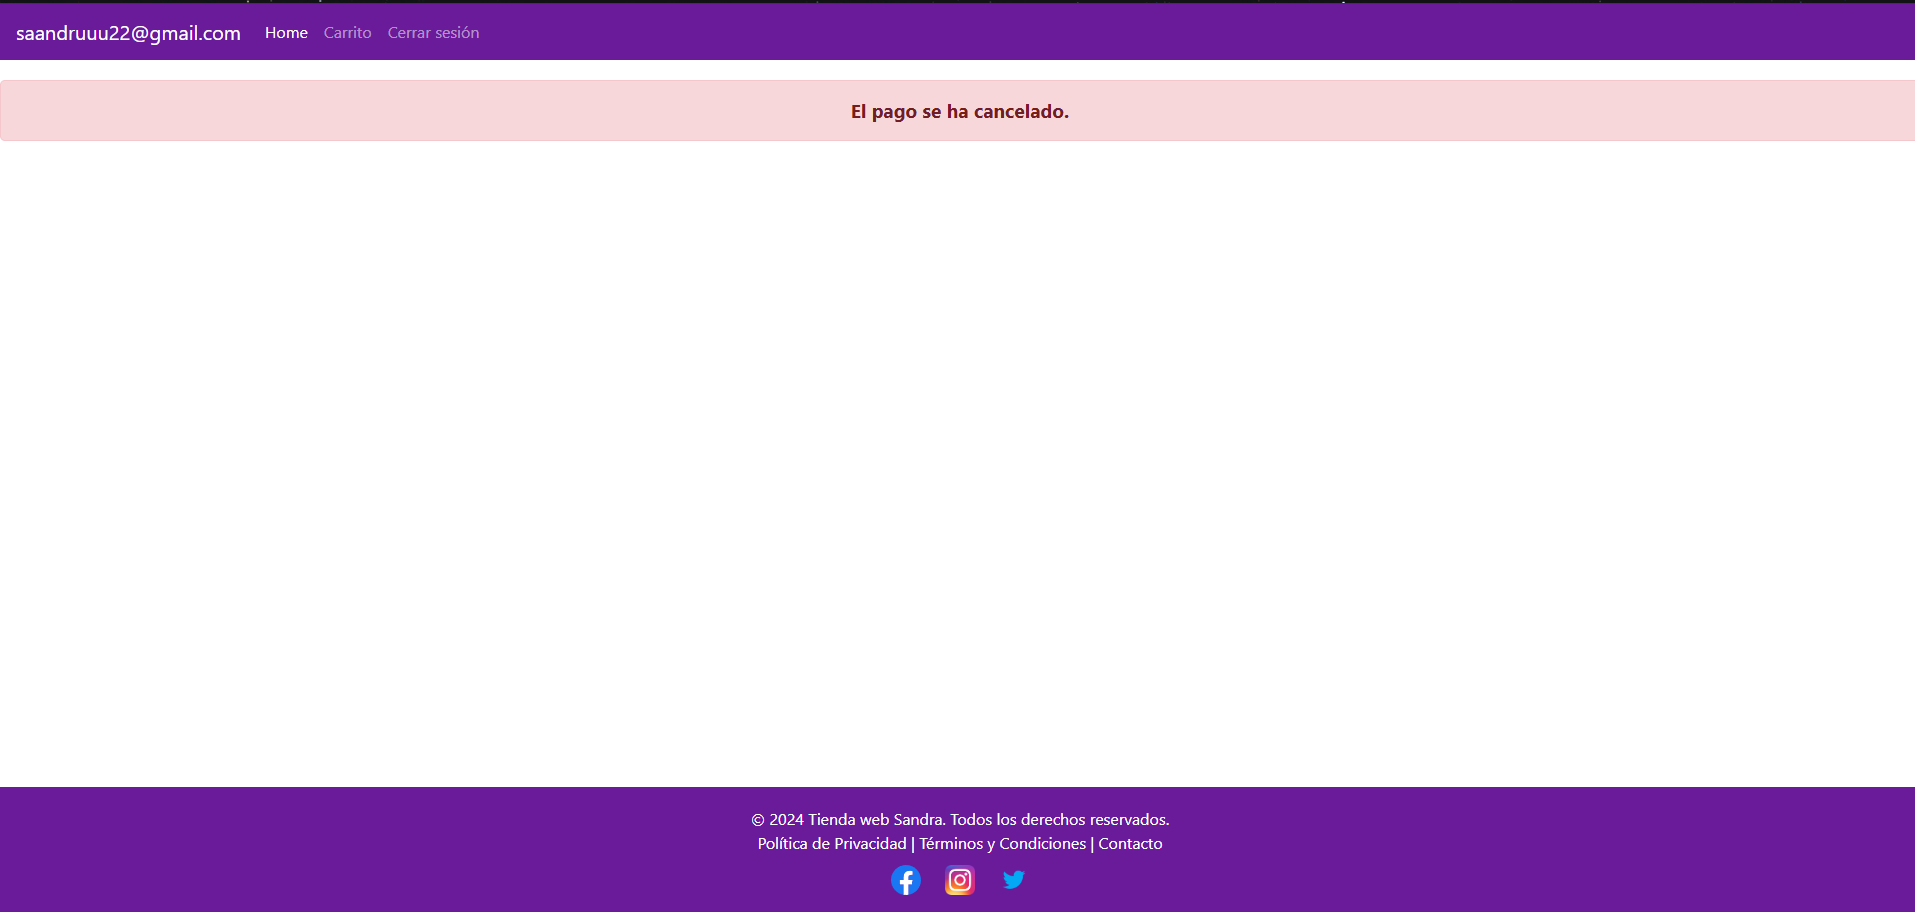 saandruuu22@gmail.com Home Carrito Cerrar sesión
El pago se ha cancelado.
© 2024 Tienda web Sandra. Todos los derechos reservados.
Política de Privacidad | Términos y Condiciones | Contacto